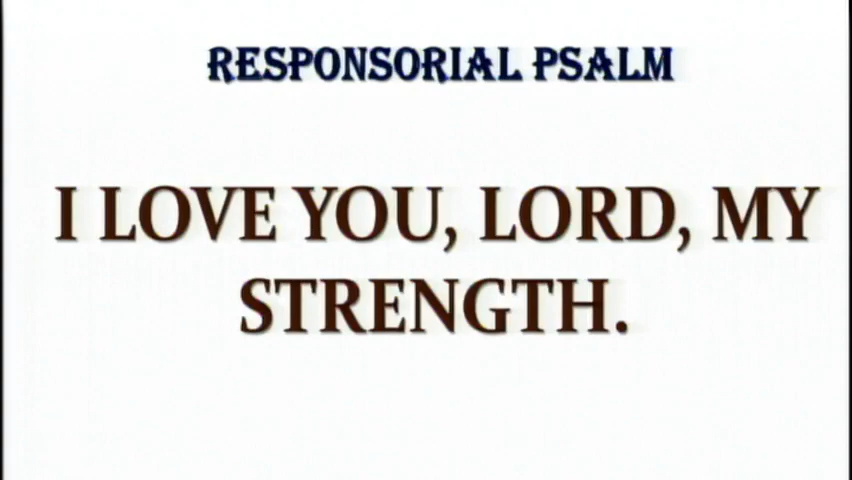 RESPONSORIAL PSALM
I LOVE YOU, LORD, MY
STRENGTH.